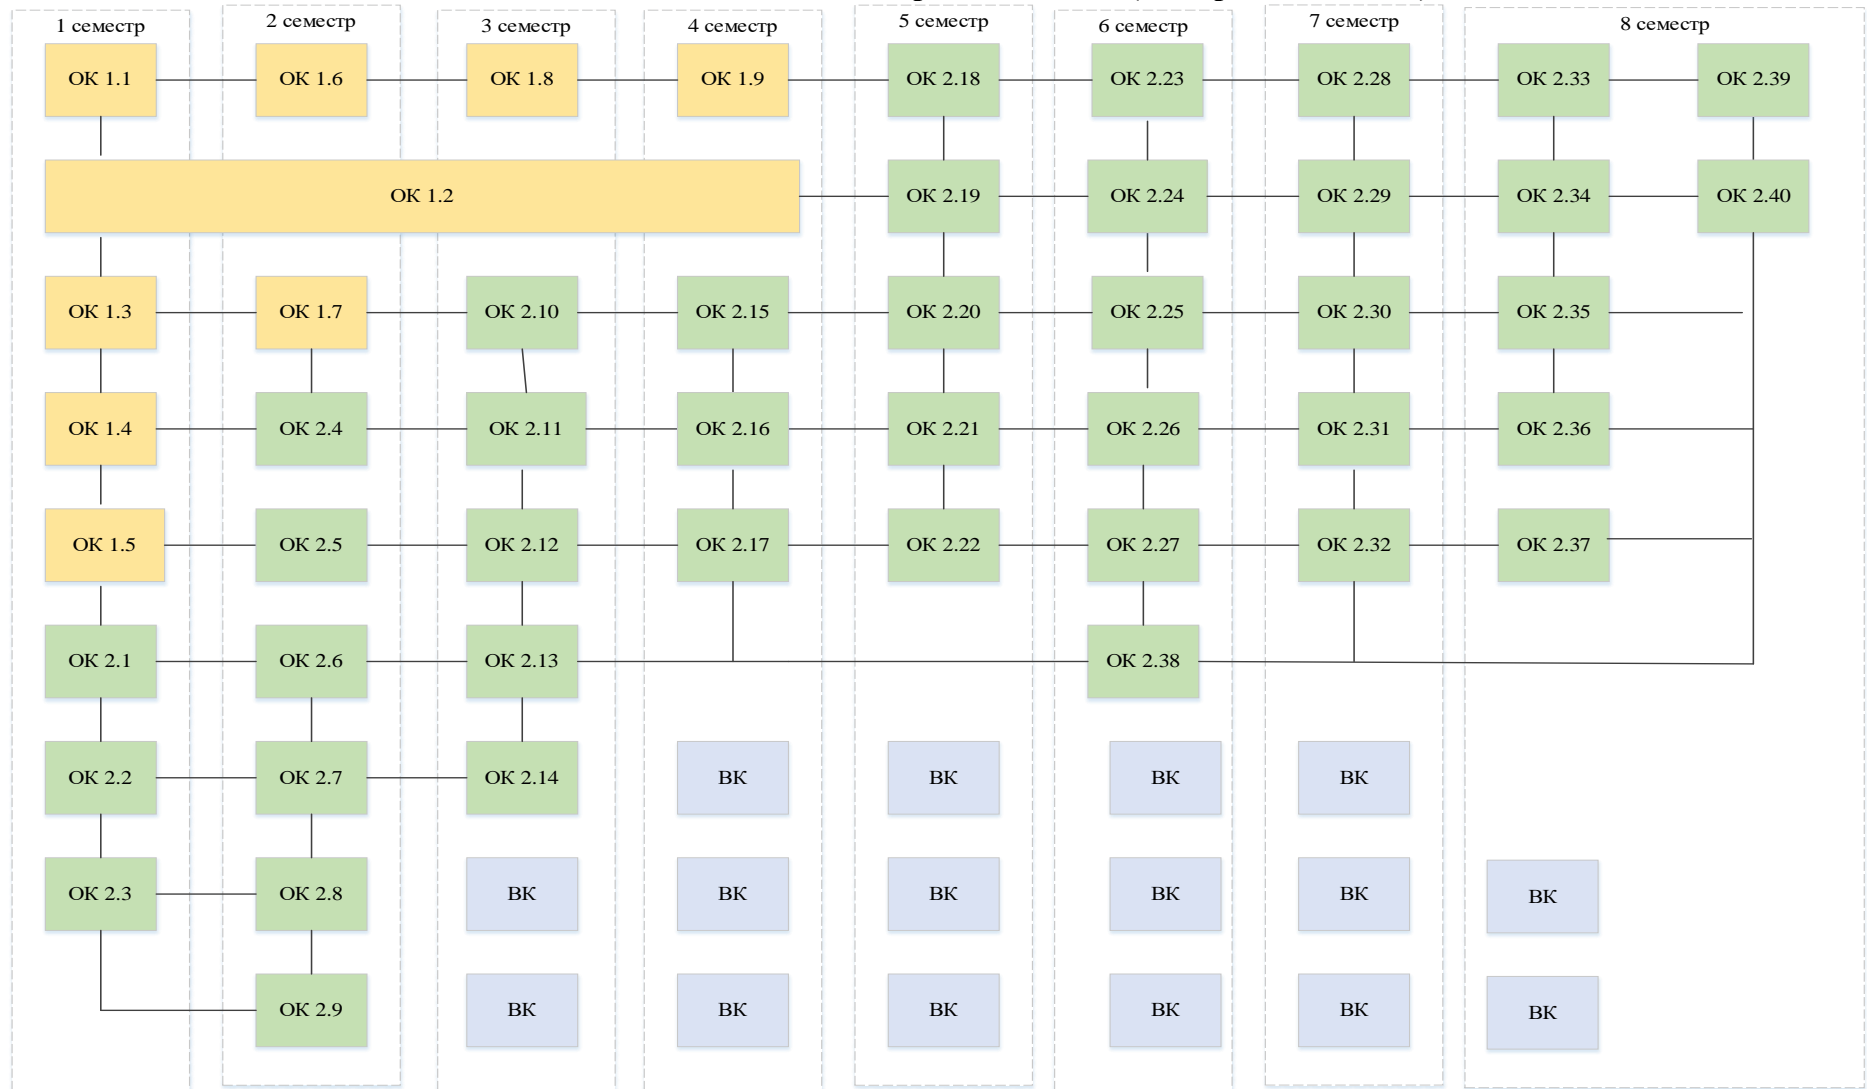 1 семестр
2 семестр
3 семестр
4 семестр
5 семестр
6 семестр
7 семестр
8 семестр
ОК 1.1
ОК 1.6
ОК 1.8
ОК 1.9
ОК 2.18
ОК 2.23
ОК 2.28
ОК 2.33
ОК 2.39
ОК 1.2
ОК 2.19
ОК 2.24
ОК 2.29
ОК 2.34
ОК 2.40
ОК 1.3
ОК 1.7
ОК 2.10
ОК 2.15
ОК 2.20
ОК 2.25
ОК 2.30
ОК 2.35
ОК 1.4
ОК 2.4
ОК 2.11
ОК 2.16
ОК 2.21
ОК 2.26
ОК 2.31
ОК 2.36
ОК 1.5
ОК 2.5
ОК 2.12
ОК 2.17
ОК 2.22
ОК 2.27
ОК 2.32
ОК 2.37
ОК 2.1
ОК 2.6
ОК 2.13
ОК 2.38
ОК 2.2
ОК 2.7
ОК 2.14
ВК
ВК
ВК
ВК
ОК 2.3
ОК 2.8
ВК
ВК
ВК
ВК
ВК
ВК
ОК 2.9
ВК
ВК
ВК
ВК
ВК
ВК